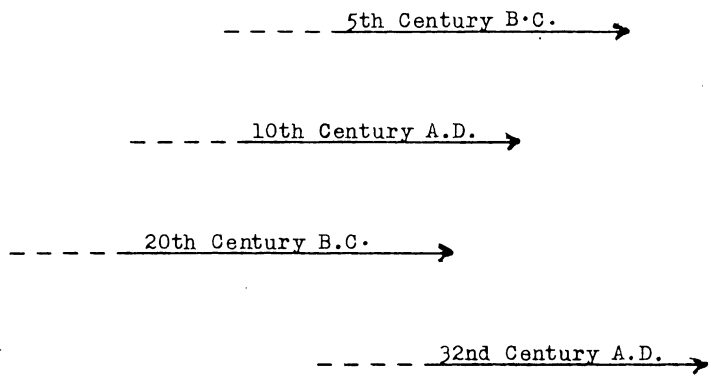 5th Century B.C.
10th Century A.D.
20th Century B.C.
32nd Century A.D.